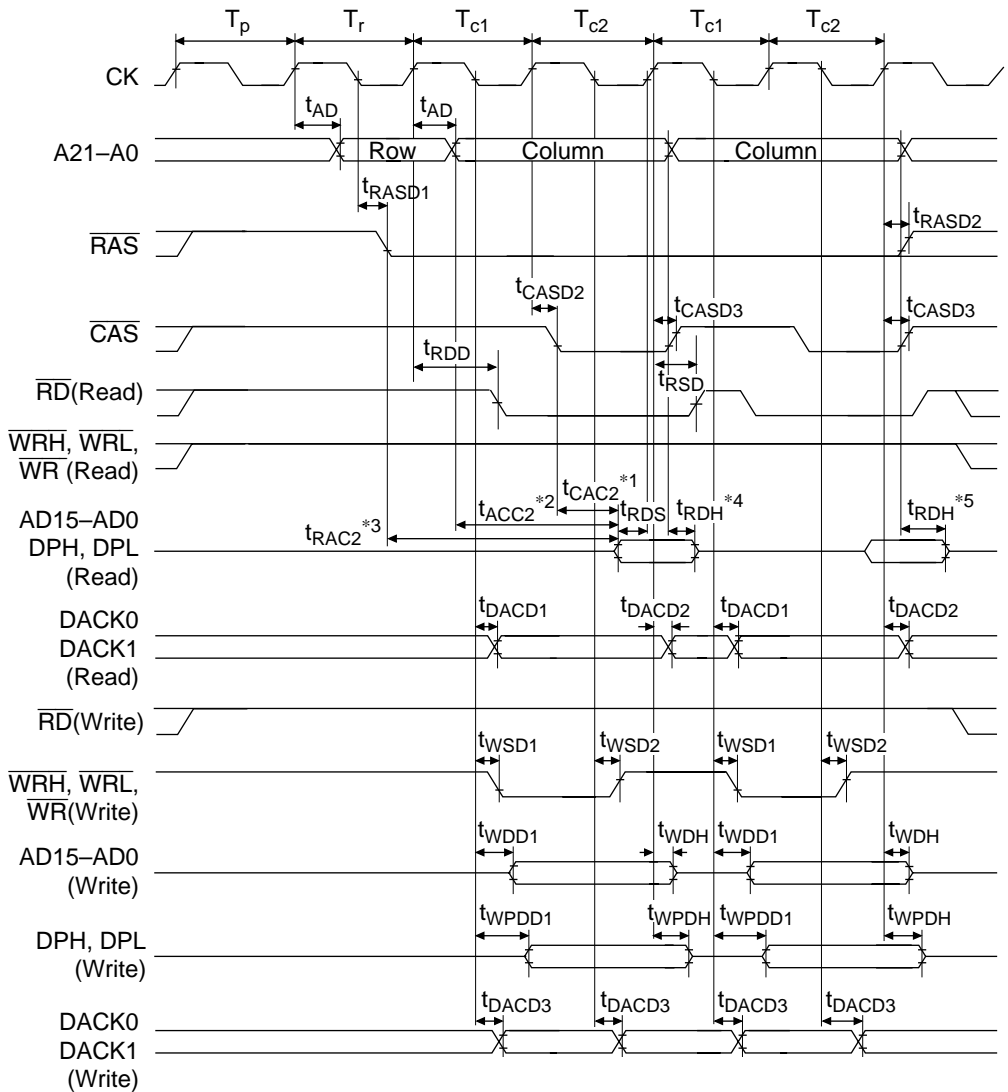 Tp Tr Tc1 Tc2 Tc1 Tc2
CK
tAD tAD
A21–A0 Row Column Column
tRASD1 tRASD2
RAS
tCASD2 tCASD3 tCASD3
CAS
tRDD tRSD
RD(Read)
WRH, WRL,
WR (Read)
tCAC2*1
tACC2*2 tRDS tRDH*4 tRDH*5
tRAC2*3
AD15–AD0
DPH, DPL
(Read)
tDACD1 tDACD2 tDACD1 tDACD2
DACK0
DACK1
(Read)
RD(Write)
tWSD1 tWSD2 tWSD1 tWSD2
WRH, WRL,
WR(Write)
tWDD1 tWDH tWDD1 tWDH
AD15–AD0
(Write)
tWPDD1 tWPDH tWPDD1 tWPDH
DPH, DPL
(Write)
tDACD3 tDACD3 tDACD3 tDACD3
DACK0
DACK1
(Write)